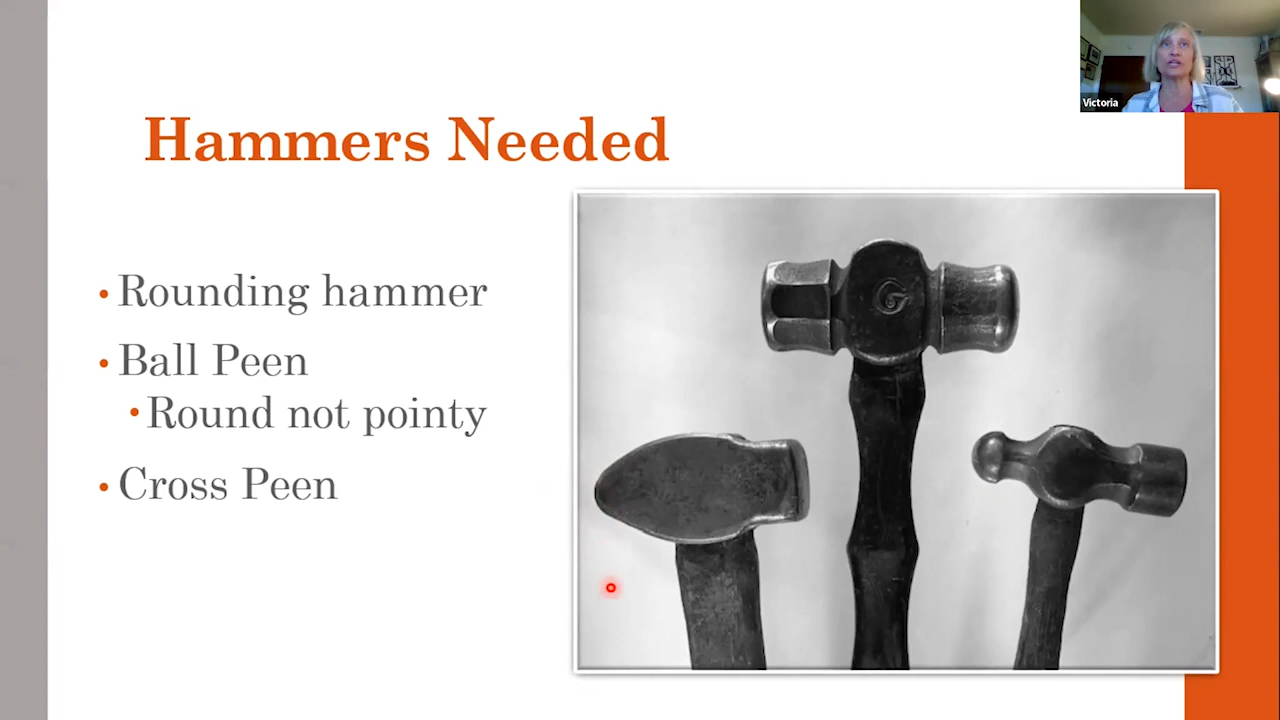 Victoria
Hammers Needed
• Rounding hammer
• Ball Peen
• Round not pointy
• Cross Peen